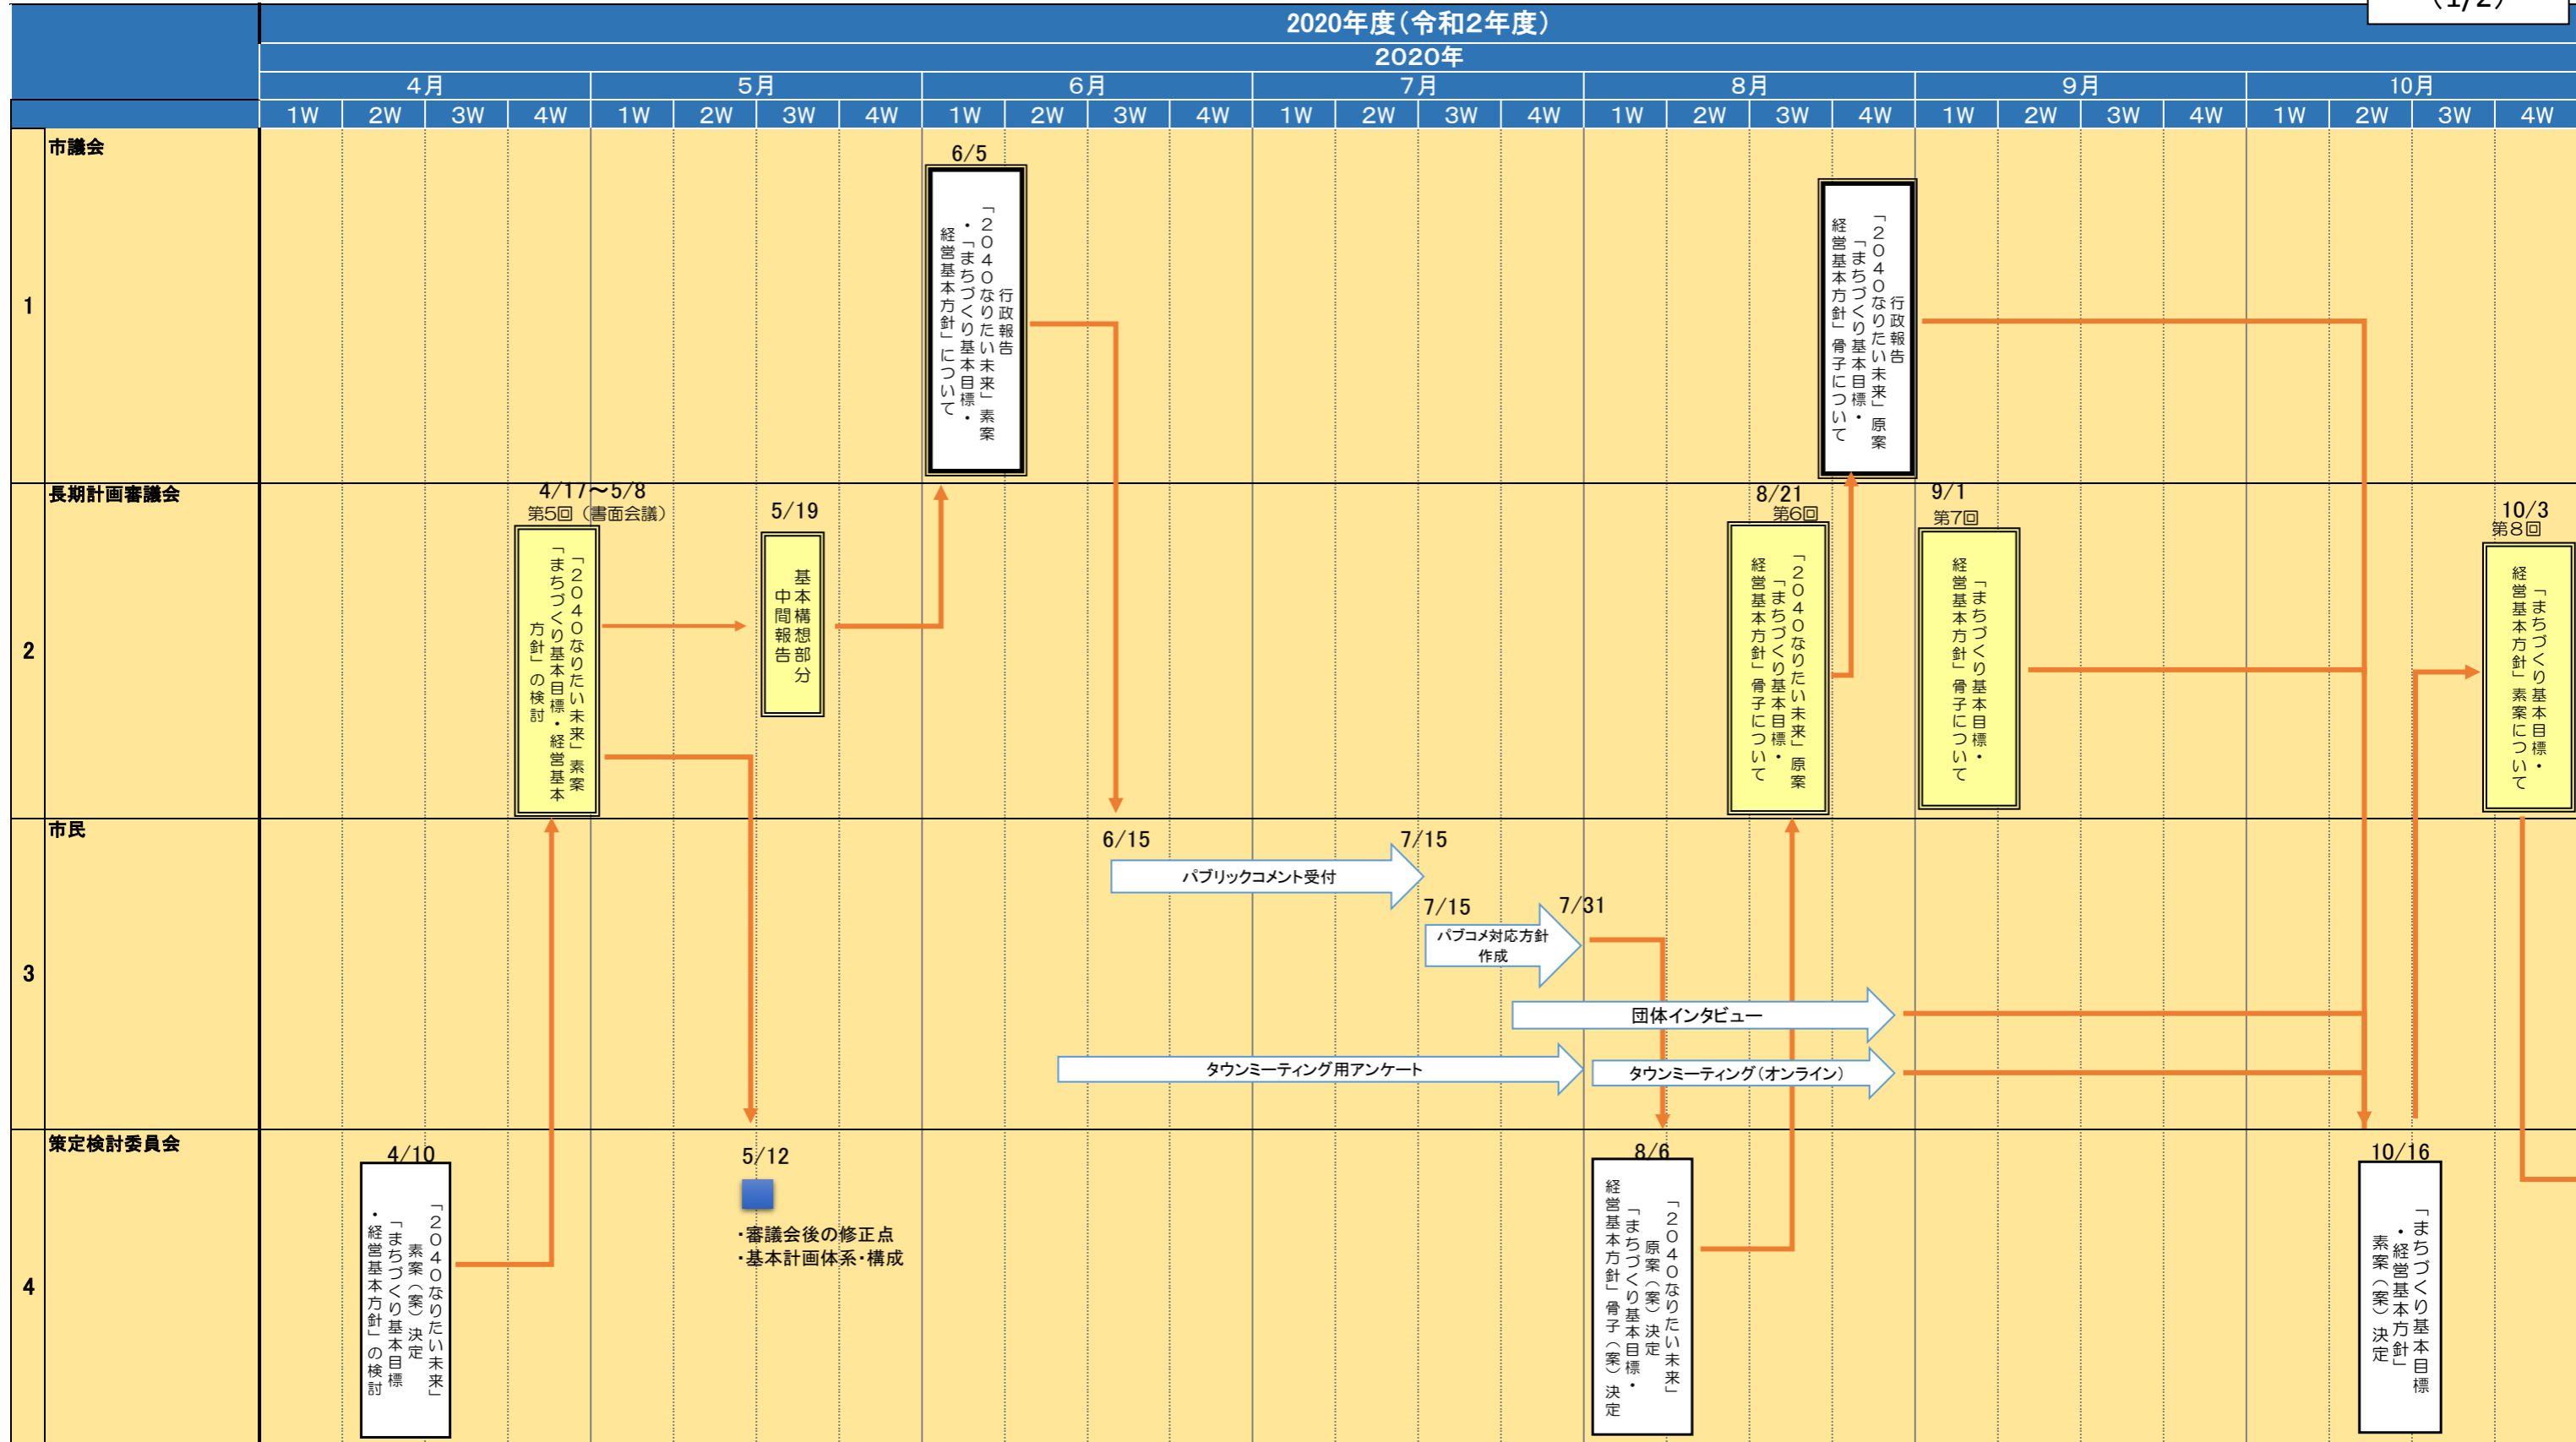 (1/2)
2020年度(令和2年度)
2020年
4月 5月 6月 7月 8月 9月 10月
1W 2W 3W 4W 1W 2W 3W 4W 1W 2W 3W 4W 1W 2W 3W 4W 1W 2W 3W 4W 1W 2W 3W 4W 1W 2W 3W 4W
1
市議会
6/5
行政報告
「2040なりたい未来」素案
・「まちづくり基本目標・
経営基本方針」について
行政報告
「2040なりたい未来」原案
「まちづくり基本目標・
経営基本方針」骨子について
2
長期計画審議会
4/17～5/8
第5回（書面会議）
「2040なりたい未来」素案
「まちづくり基本目標・経営基本
方針」の検討
5/19
基本構想部分
中間報告
8/21
第6回
「2040なりたい未来」原案
「まちづくり基本目標・
経営基本方針」骨子について
9/1
第7回
「まちづくり基本目標・
経営基本方針」骨子について
10/3
第8回
「まちづくり基本目標・
経営基本方針」素案について
3
市民
6/15
7/15
パブリックコメント受付
7/15
7/31
パブコメ対応方針
作成
団体インタビュー
タウンミーティング用アンケート
タウンミーティング（オンライン）
4
策定検討委員会
4/10
「2040なりたい未来」
素案（案）決定
「まちづくり基本目標
・経営基本方針」の検討
5/12
・審議会後の修正点
・基本計画体系・構成
8/6
「2040なりたい未来」
原案（案）決定
「まちづくり基本目標・
経営基本方針」骨子（案）決定
10/16
「まちづくり基本目標
・経営基本方針」
素案（案）決定